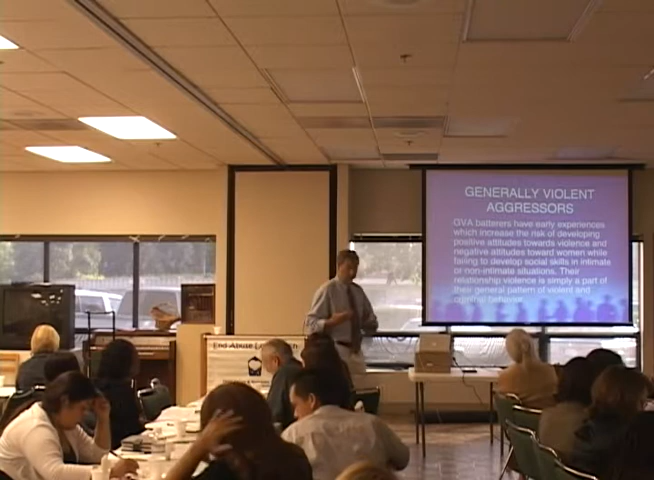 GENERALLY VIOLENT
AGGRESSORS
GVA batterers have early experiences
which increase the risk of developing
positive attitudes towards violence and
negative attitudes toward women while
failing to develop social skills in intimate
or non-intimate situations. Their
relationship violence is simply a part of
their general pattern of violent and
criminal behavior.
End Abuse